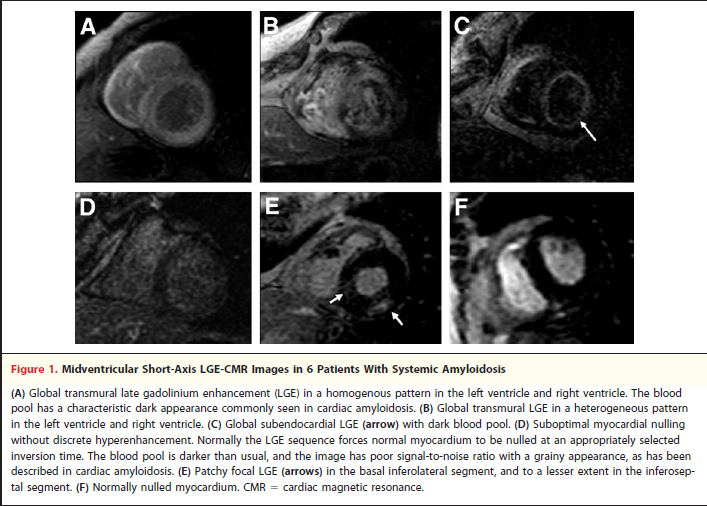 A
B
C
D
E
F
Figure 1. Midventricular Short-Axis LGE-CMR Images in 6 Patients With Systemic Amyloidosis
(A) Global transmural late gadolinium enhancement (LGE) in a homogenous pattern in the left ventricle and right ventricle. The blood
pool has a characteristic dark appearance commonly seen in cardiac amyloidosis. (B) Global transmural LGE in a heterogeneous pattern
in the left ventricle and right ventricle. (C) Global subendocardial LGE (arrow) with dark blood pool. (D) Suboptimal myocardial nulling
without discrete hyperenhancement. Normally the LGE sequence forces normal myocardium to be nulled at an appropriately selected
inversion time. The blood pool is darker than usual, and the image has poor signal-to-noise ratio with a grainy appearance, as has been
described in cardiac amyloidosis. (E) Patchy focal LGE (arrows) in the basal inferolateral segment, and to a lesser extent in the inferosep-
tal segment. (F) Normally nulled myocardium. CMR = cardiac magnetic resonance.